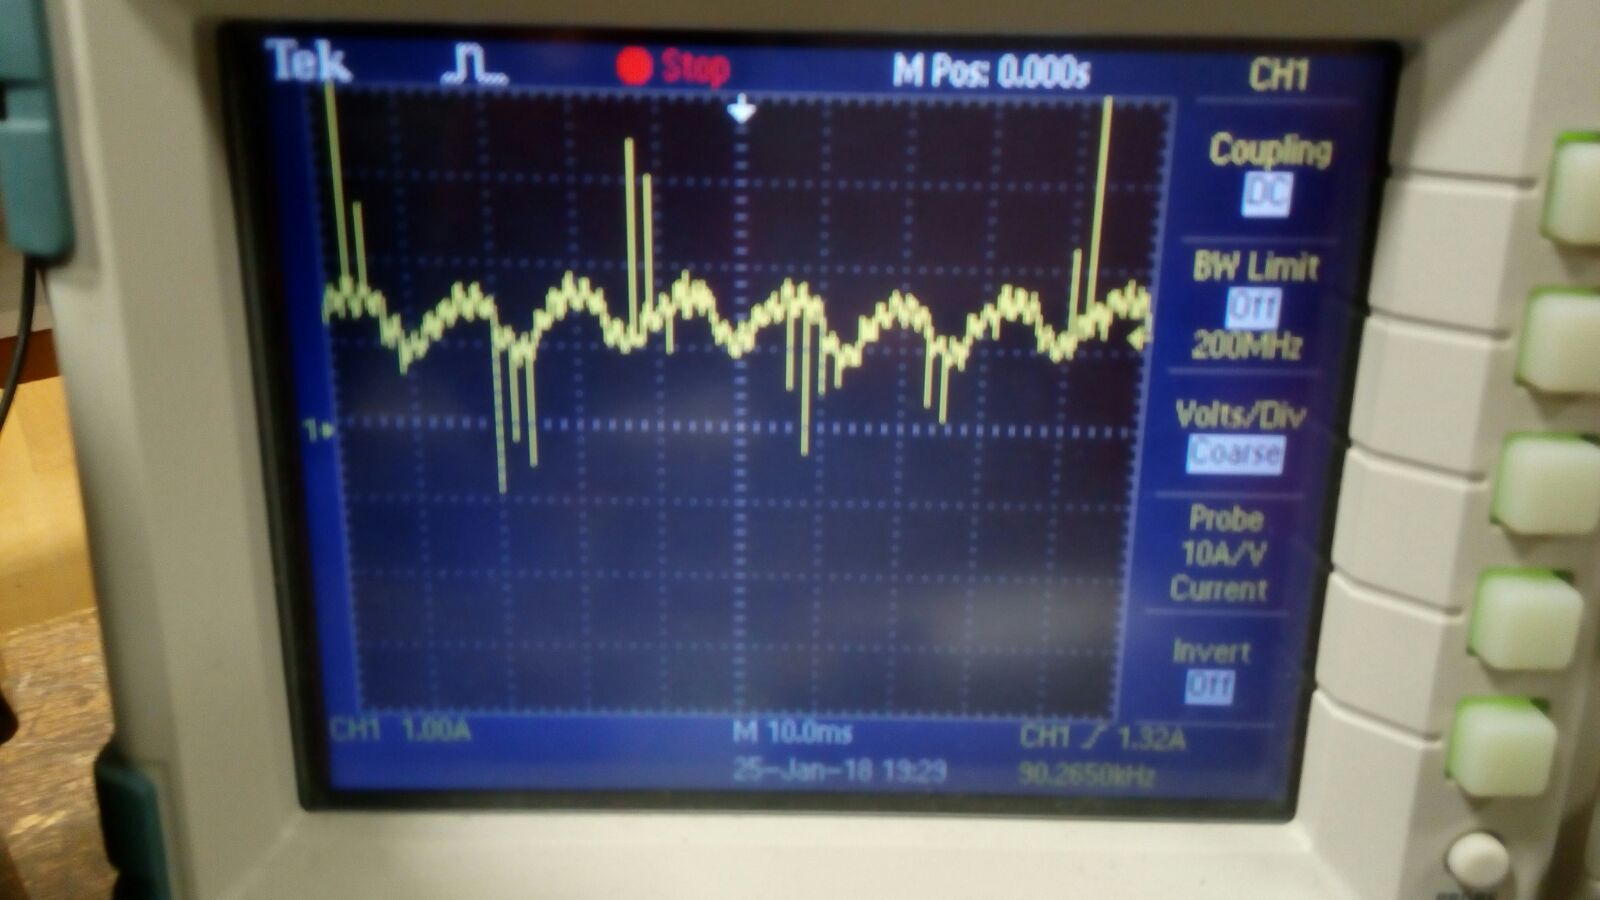 Tek Stop M Pos: 0.000s CH1
Coupling
DC
BW Limit
Off
200MHz
Volts/Div
Coarse
Probe
10A/V
Current
Invert
Off
1
CH1 1.00A M 10.0ms CH1 1.32A
25-Jan-18 19:29 90.2650kHz